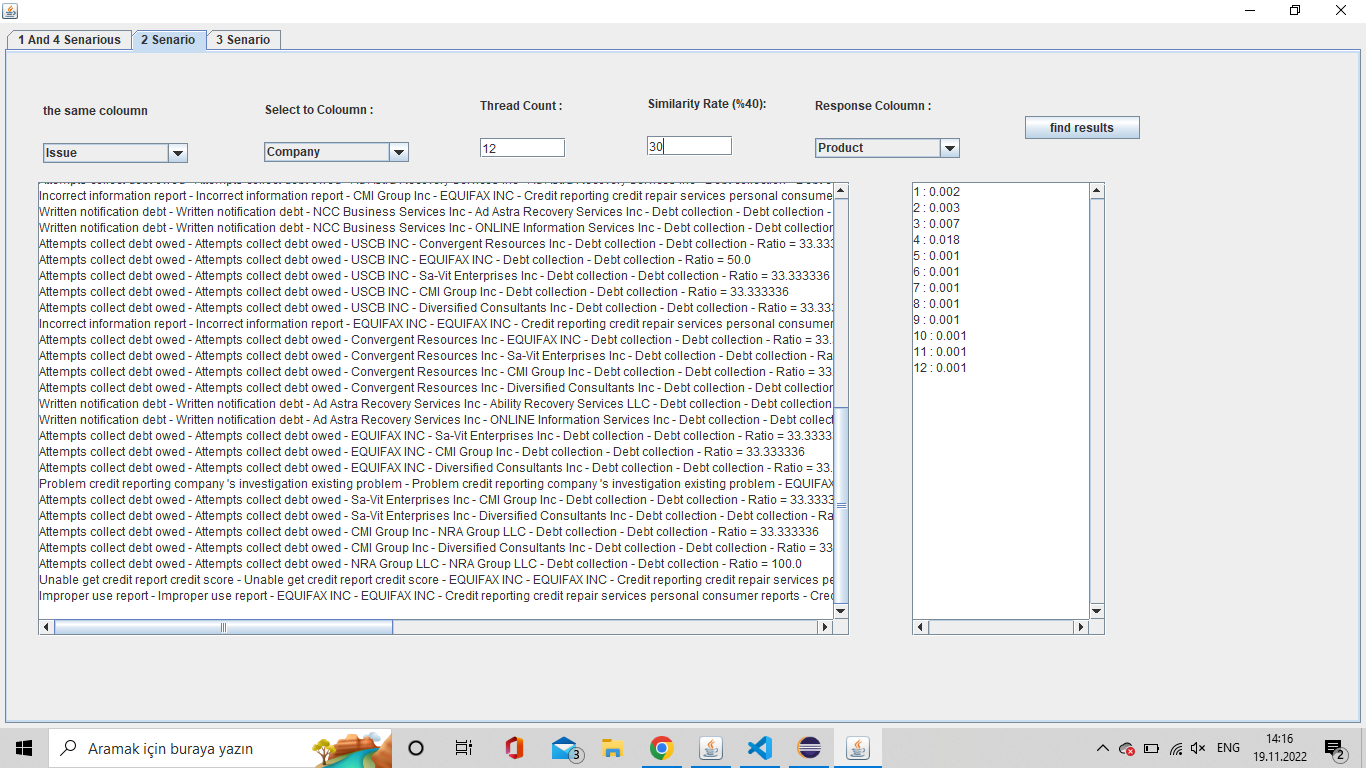 1 And 4 Senarious 2 Senario 3 Senario
the same coloumn Select to Coloumn : Thread Count : Similarity Rate (%40): Response Coloumn :
find results
Issue Company 12 30 Product
Incorrect information report - Incorrect information report - CMI Group Inc - EQUIFAX INC - Credit reporting credit repair services personal consume
Written notification debt - Written notification debt - NCC Business Services Inc - Ad Astra Recovery Services Inc - Debt collection - Debt collection -
Written notification debt - Written notification debt - NCC Business Services Inc - ONLINE Information Services Inc - Debt collection - Debt collection
Attempts collect debt owed - Attempts collect debt owed - USCB INC - Convergent Resources Inc - Debt collection - Debt collection - Ratio = 33.333
Attempts collect debt owed - Attempts collect debt owed - USCB INC - EQUIFAX INC - Debt collection - Debt collection - Ratio = 50.0
Attempts collect debt owed - Attempts collect debt owed - USCB INC - Sa-Vit Enterprises Inc - Debt collection - Debt collection - Ratio = 33.333336
Attempts collect debt owed - Attempts collect debt owed - USCB INC - CMI Group Inc - Debt collection - Debt collection - Ratio = 33.333336
Attempts collect debt owed - Attempts collect debt owed - USCB INC - Diversified Consultants Inc - Debt collection - Debt collection - Ratio = 33.333
Incorrect information report - Incorrect information report - EQUIFAX INC - EQUIFAX INC - Credit reporting credit repair services personal consumer
Attempts collect debt owed - Attempts collect debt owed - Convergent Resources Inc - EQUIFAX INC - Debt collection - Debt collection - Ratio = 33.
Attempts collect debt owed - Attempts collect debt owed - Convergent Resources Inc - Sa-Vit Enterprises Inc - Debt collection - Debt collection - Ra
Attempts collect debt owed - Attempts collect debt owed - Convergent Resources Inc - CMI Group Inc - Debt collection - Debt collection - Ratio = 33
Attempts collect debt owed - Attempts collect debt owed - Convergent Resources Inc - Diversified Consultants Inc - Debt collection - Debt collection
Written notification debt - Written notification debt - Ad Astra Recovery Services Inc - Ability Recovery Services LLC - Debt collection - Debt collection
Written notification debt - Written notification debt - Ad Astra Recovery Services Inc - ONLINE Information Services Inc - Debt collection - Debt collect
Attempts collect debt owed - Attempts collect debt owed - EQUIFAX INC - Sa-Vit Enterprises Inc - Debt collection - Debt collection - Ratio = 33.3333
Attempts collect debt owed - Attempts collect debt owed - EQUIFAX INC - CMI Group Inc - Debt collection - Debt collection - Ratio = 33.333336
Attempts collect debt owed - Attempts collect debt owed - EQUIFAX INC - Diversified Consultants Inc - Debt collection - Debt collection - Ratio = 33.
Problem credit reporting company 's investigation existing problem - Problem credit reporting company 's investigation existing problem - EQUIFAX
Attempts collect debt owed - Attempts collect debt owed - Sa-Vit Enterprises Inc - CMI Group Inc - Debt collection - Debt collection - Ratio = 33.3333
Attempts collect debt owed - Attempts collect debt owed - Sa-Vit Enterprises Inc - Diversified Consultants Inc - Debt collection - Debt collection - Ra
Attempts collect debt owed - Attempts collect debt owed - CMI Group Inc - NRA Group LLC - Debt collection - Debt collection - Ratio = 33.333336
Attempts collect debt owed - Attempts collect debt owed - CMI Group Inc - Diversified Consultants Inc - Debt collection - Debt collection - Ratio = 33
Attempts collect debt owed - Attempts collect debt owed - NRA Group LLC - NRA Group LLC - Debt collection - Debt collection - Ratio = 100.0
Unable get credit report credit score - Unable get credit report credit score - EQUIFAX INC - EQUIFAX INC - Credit reporting credit repair services pe
Improper use report - Improper use report - EQUIFAX INC - EQUIFAX INC - Credit reporting credit repair services personal consumer reports - Cred
1 : 0.002
2 : 0.003
3 : 0.007
4 : 0.018
5 : 0.001
6 : 0.001
7 : 0.001
8 : 0.001
9 : 0.001
10 : 0.001
11 : 0.001
12 : 0.001
Aramak için buraya yazın
3
ENG
14:16
19.11.2022
2